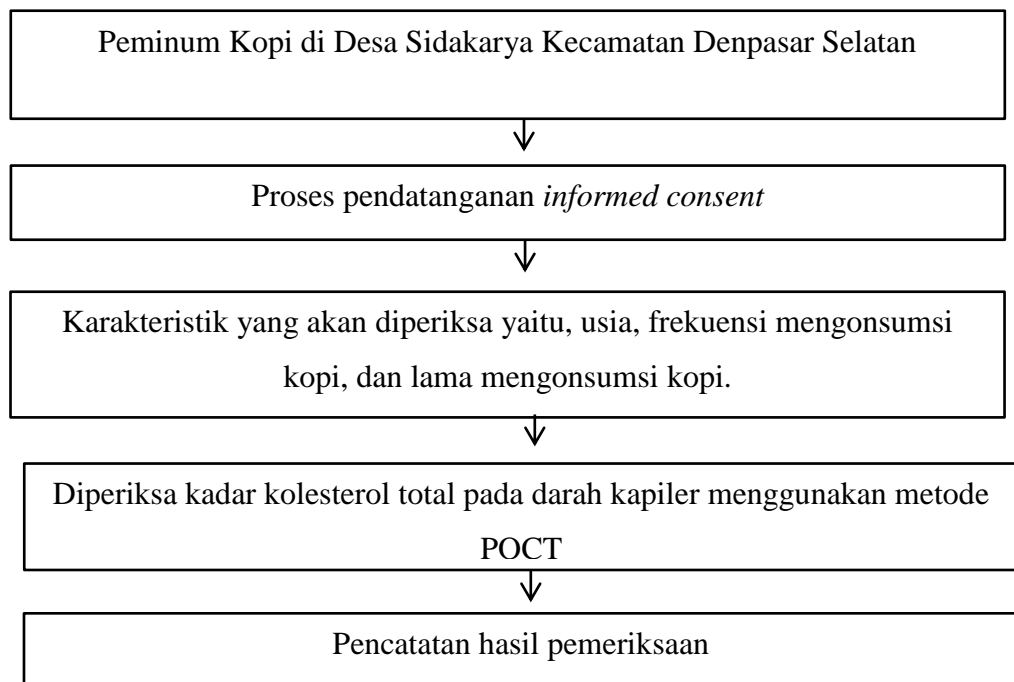 Peminum Kopi di Desa Sidakarya Kecamatan Denpasar Selatan
Proses pendatanganan informed consent
Karakteristik yang akan diperiksa yaitu, usia, frekuensi mengonsumsi
kopi, dan lama mengonsumsi kopi.
Diperiksa kadar kolesterol total pada darah kapiler menggunakan metode
POCT
Pencatatan hasil pemeriksaan